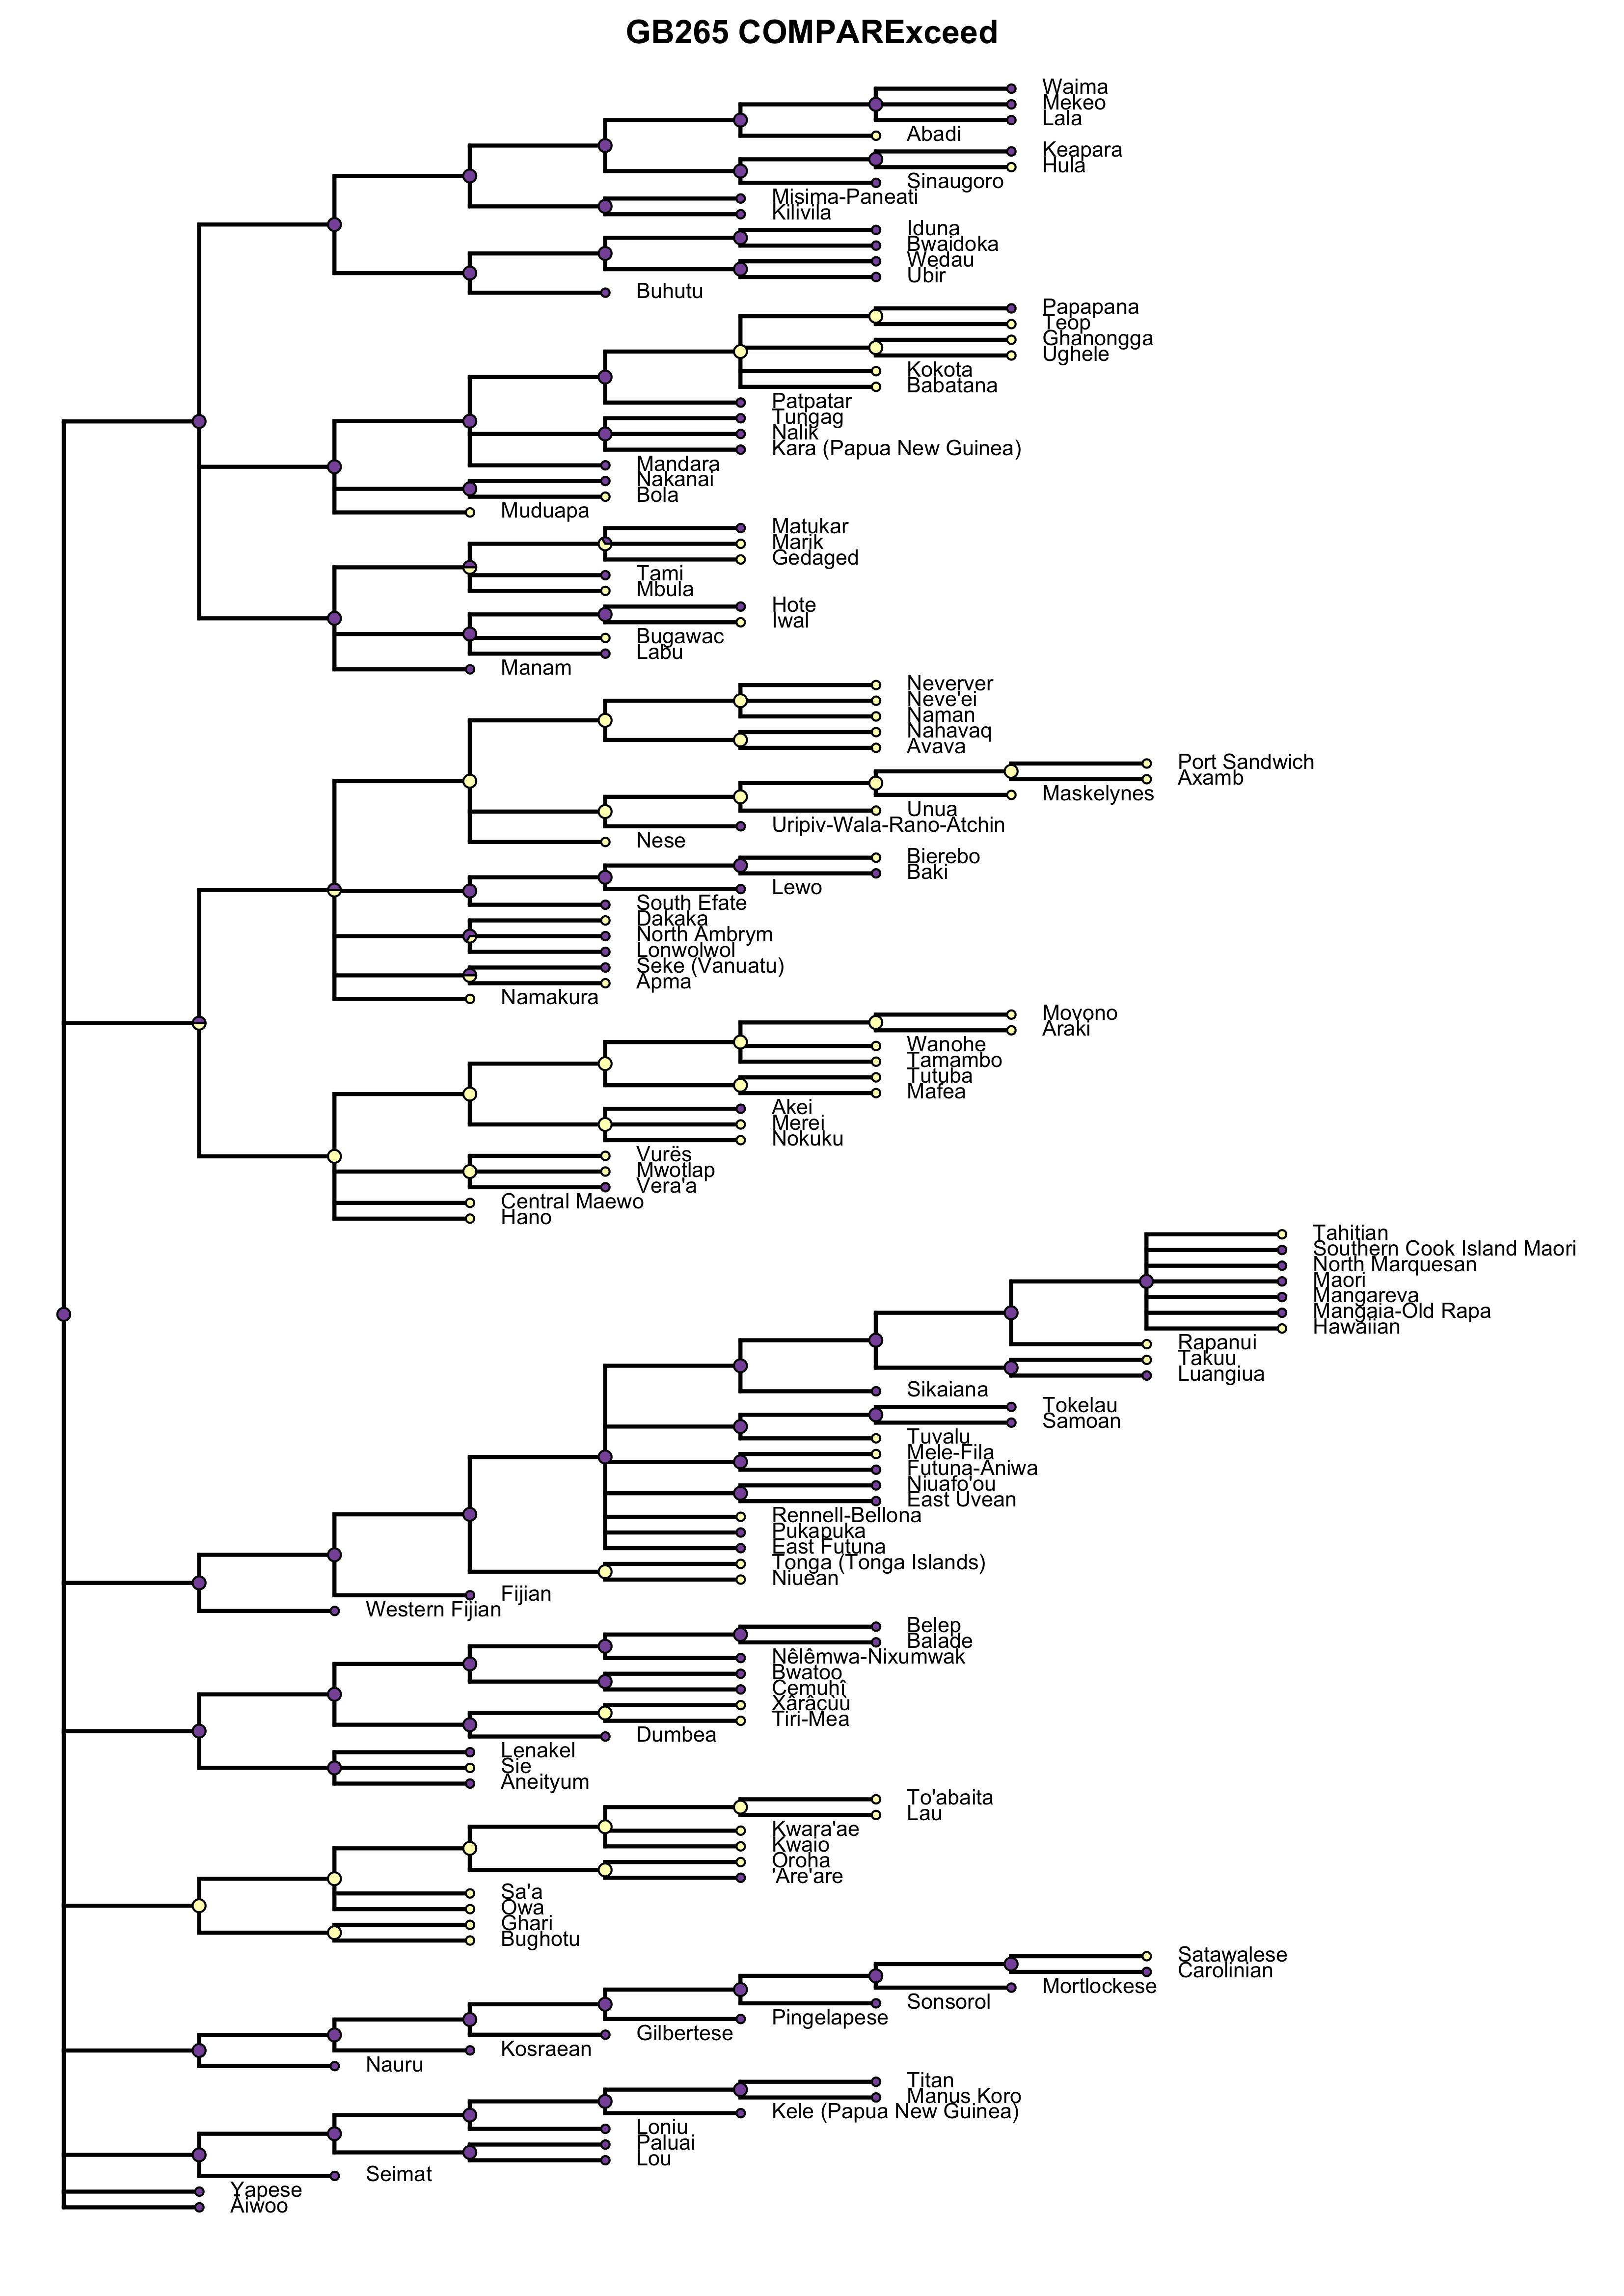 GB265 COMPARExceed
Waima
Mekeo
Lala
Abadi
Keapara
Hula
Sinaugoro
Misima-Paneati
Kilivila
Iduna
Bwaidoka
Wedau
Ubir
Buhutu
Papapana
Teop
Ghanongga
Ughele
Kokota
Babatana
Patpatar
Tungag
Nalik
Kara (Papua New Guinea)
Mandara
Nakanai
Bola
Muduapa
Matukar
Marik
Gedaged
Tami
Mbula
Hote
Iwal
Bugawac
Labu
Manam
Neverver
Neve'ei
Naman
Nahavaq
Avava
Port Sandwich
Axamb
Maskelynes
Unua
Uripiv-Wala-Rano-Atchin
Nese
Bierebo
Baki
Lewo
South Efate
Dakaka
North Ambrym
Lonwolwol
Seke (Vanuatu)
Apma
Namakura
Movono
Araki
Wanohe
Tamambo
Tutuba
Mafea
Akei
Merei
Nokuku
Vurës
Mwotlap
Vera'a
Central Maewo
Hano
Tahitian
Southern Cook Island Maori
North Marquesan
Maori
Mangareva
Mangaia-Old Rapa
Hawaiian
Rapanui
Takuu
Luangiua
Sikaiana
Tokelau
Samoan
Tuvalu
Mele-Fila
Futuna-Aniwa
Niuafo'ou
East Uvean
Rennell-Bellona
Pukapuka
East Futuna
Tonga (Tonga Islands)
Niuean
Fijian
Western Fijian
Belep
Balade
Nêlêmwa-Nixumwak
Bwatoo
Cemuhî
Xârâcùù
Tiri-Mea
Dumbea
Lenakel
Sie
Aneityum
To'abaita
Lau
Kwara'ae
Kwaio
Oroha
'Are'are
Sa'a
Owa
Ghari
Bughotu
Satawalese
Carolinian
Mortlockese
Sonsorol
Pingelapese
Gilbertese
Kosraean
Nauru
Titan
Manus Koro
Kele (Papua New Guinea)
Loniu
Paluai
Lou
Seimat
Yapese
Äiwoo